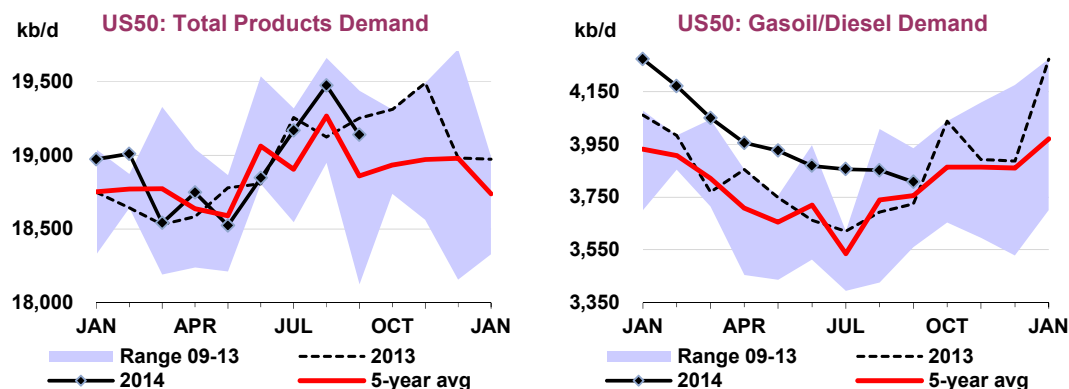 US50: Total Products Demand
kb/d
19,500
19,000
18,500
18,000
JAN APR JUL OCT JAN
Range 09-13 2013
2014 5-year avg
US50: Gasoil/Diesel Demand
kb/d
4,150
3,950
3,750
3,550
3,350
JAN APR JUL OCT JAN
Range 09-13 2013
2014 5-year avg